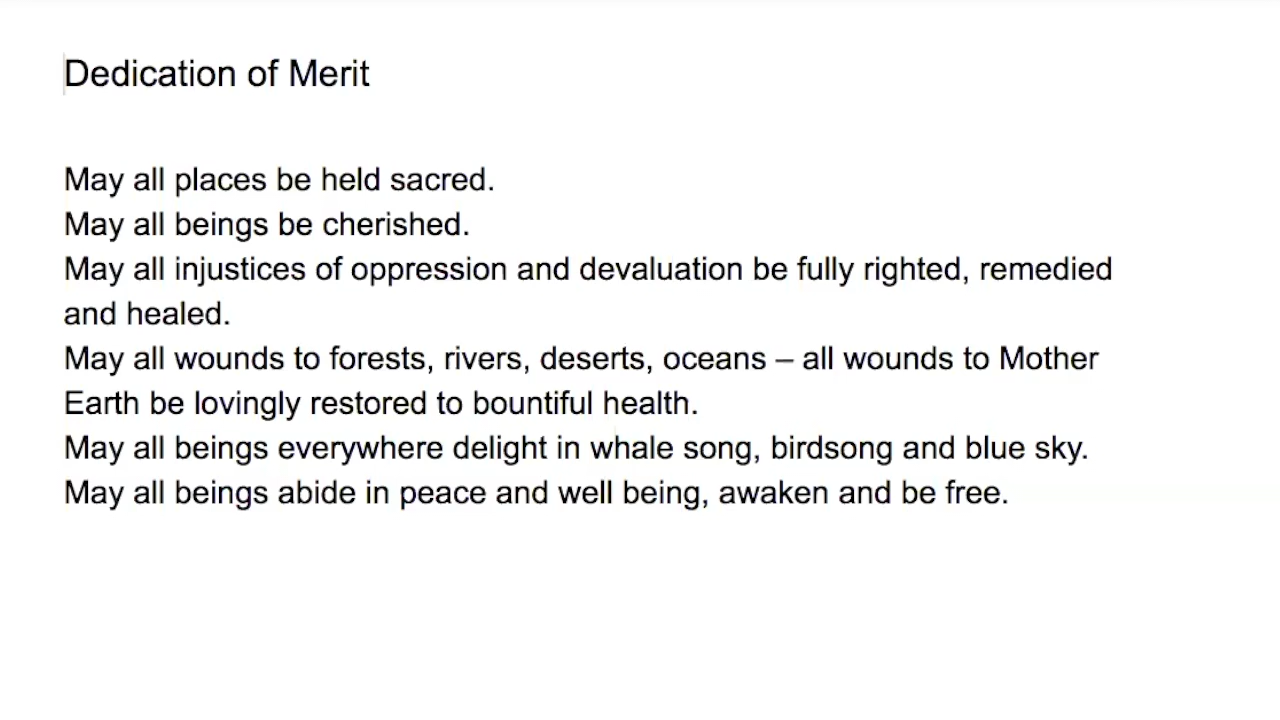 Dedication of Merit
May all places be held sacred.
May all beings be cherished.
May all injustices of oppression and devaluation be fully righted, remedied
and healed.
May all wounds to forests, rivers, deserts, oceans – all wounds to Mother
Earth be lovingly restored to bountiful health.
May all beings everywhere delight in whale song, birdsong and blue sky.
May all beings abide in peace and well being, awaken and be free.